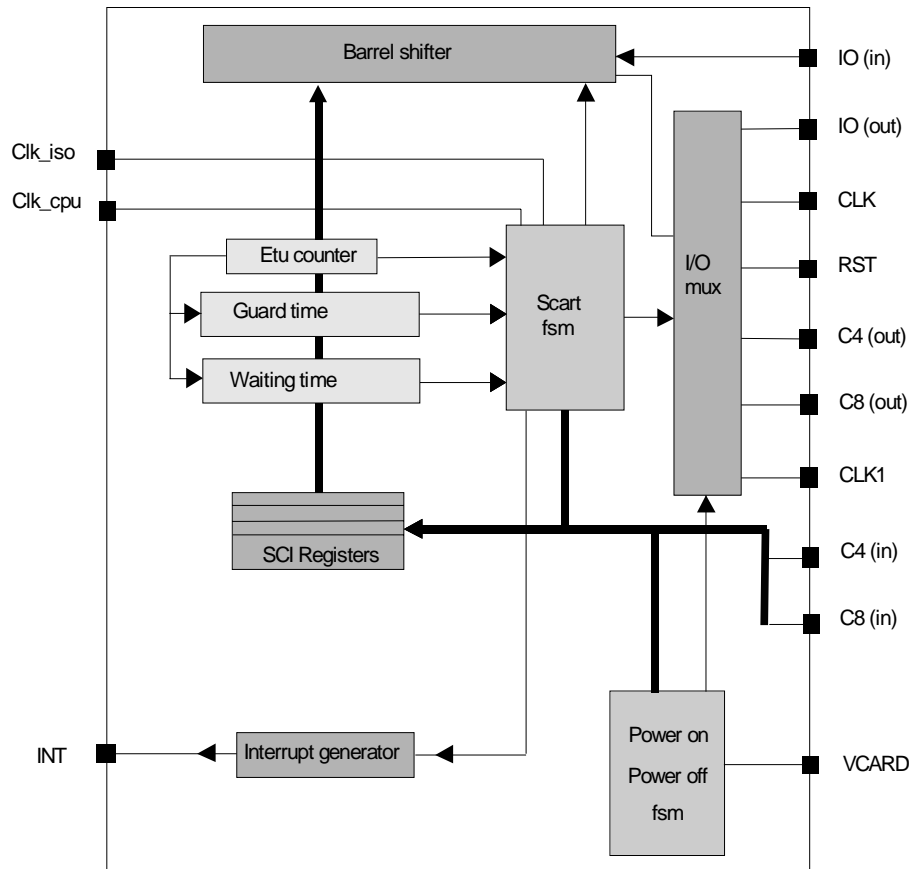 Barrel shifter
IO (in)
IO (out)
Clk_iso
Clk_cpu
CLK
Etu counter
I/O
mux
RST
Guard time
Scart
fsm
C4 (out)
Waiting time
C8 (out)
CLK1
SCI Registers
C4 (in)
C8 (in)
INT
Interrupt generator
Power on
Power off
fsm
VCARD